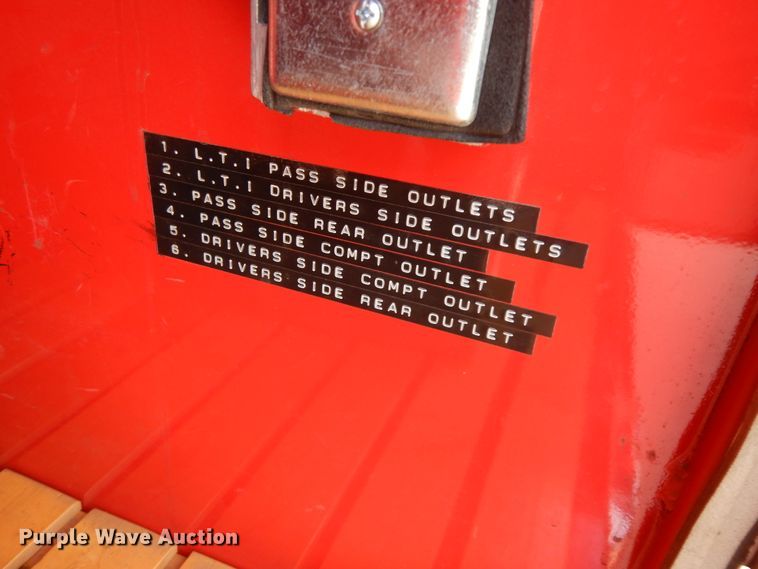 1. L.T.I PASS SIDE OUTLETS
2. L.T.I DRIVERS SIDE OUTLETS
3. PASS SIDE REAR OUTLET
4. PASS SIDE COMPT OUTLET
5. DRIVERS SIDE COMPT OUTLET
6. DRIVERS SIDE REAR OUTLET
Purple Wave Auction